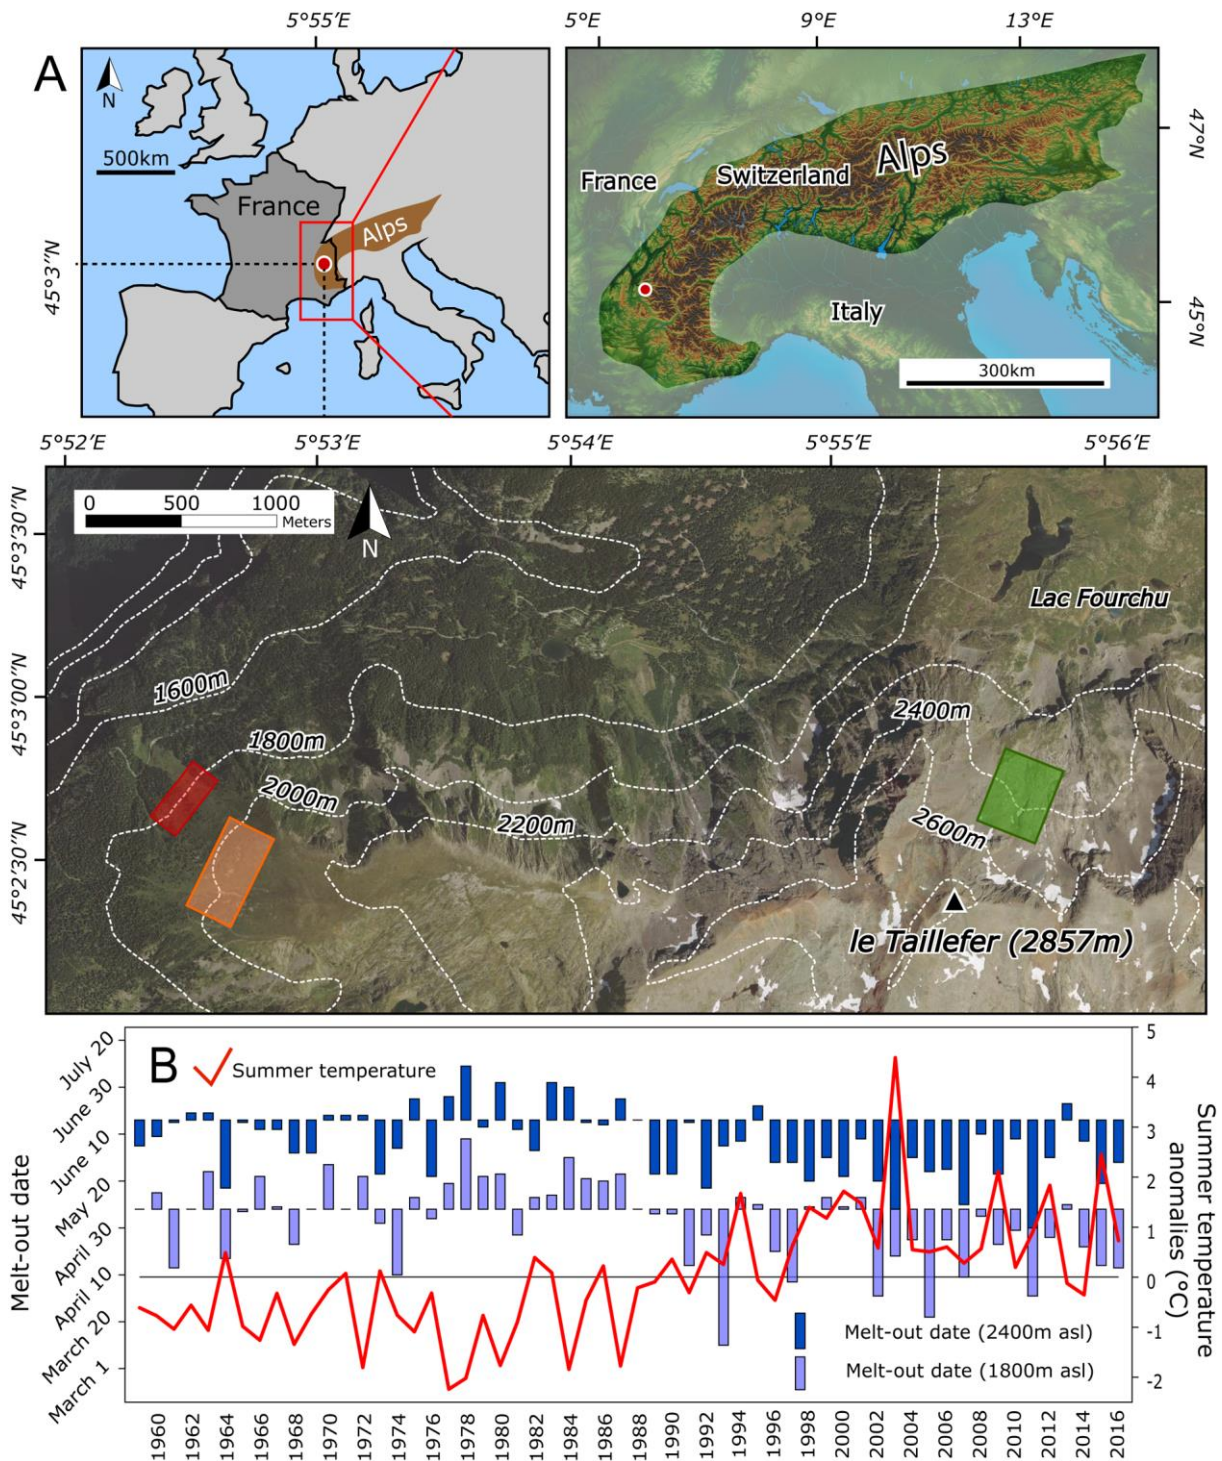 5°55'E
5°E
9°E
13°E
A
N
500km
France
Alps
45°3''N
France
Switzerland
Alps
Italy
300km
47°N
45°N
5°52'E
5°53'E
5°54'E
5°55'E
5°56'E
0 500 1000
Meters
N
45°3'30''N
45°3'00''N
45°2'30''N
Lac Fourchu
1600m
1800m
2000m
2200m
2400m
2600m
le Taillefer (2857m)
B
Summer temperature
Melt-out date
July 20
June 30
June 10
May 20
April 30
April 10
March 20
March 1
5
4
3
2
1
0
-1
-2
Summer temperature
anomalies (°C)
Melt-out date (2400m asl)
Melt-out date (1800m asl)
1960 1962 1964 1966 1968 1970 1972 1974 1976 1978 1980 1982 1984 1986 1988 1990 1992 1994 1996 1998 2000 2002 2004 2006 2008 2010 2012 2014 2016